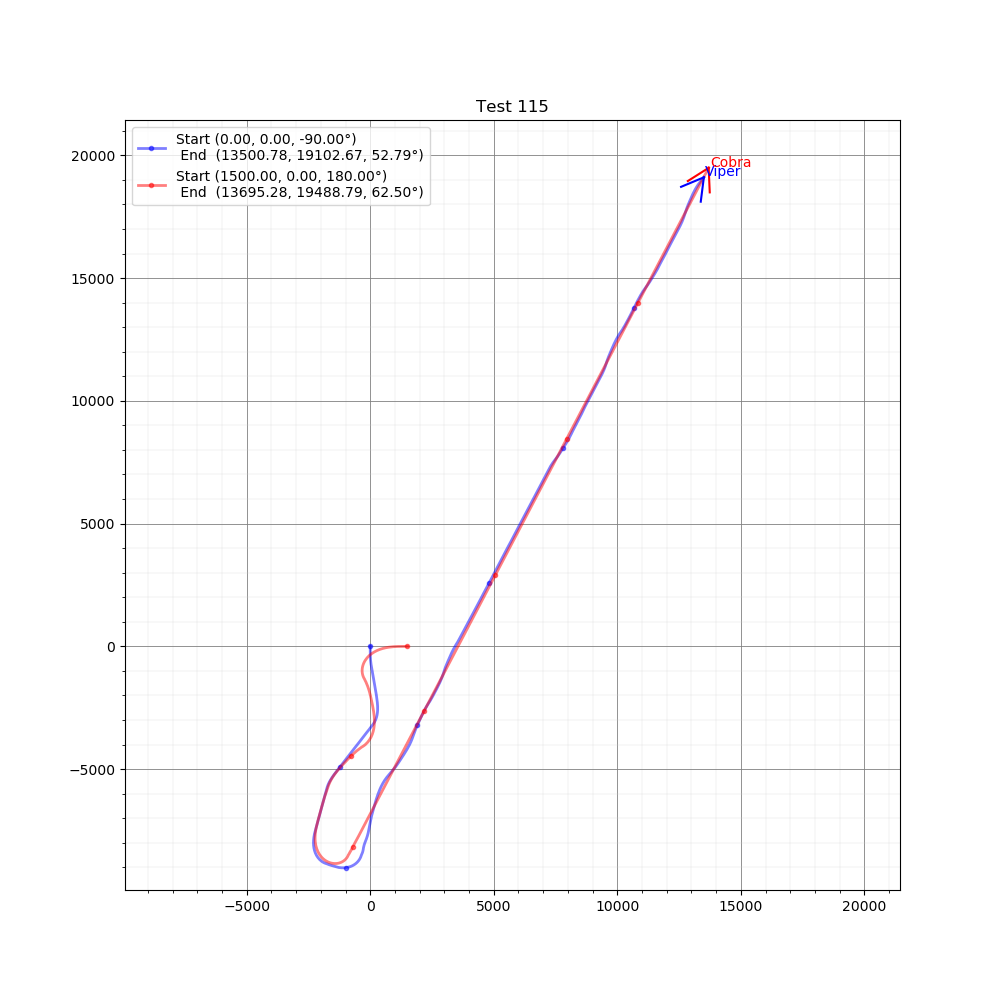 Test 115
Start (0.00, 0.00, -90.00°)
End (13500.78, 19102.67, 52.79°)
Start (1500.00, 0.00, 180.00°)
End (13695.28, 19488.79, 62.50°)
Cobra
Viper
20000
15000
10000
5000
0
−5000
−5000
0
5000
10000
15000
20000